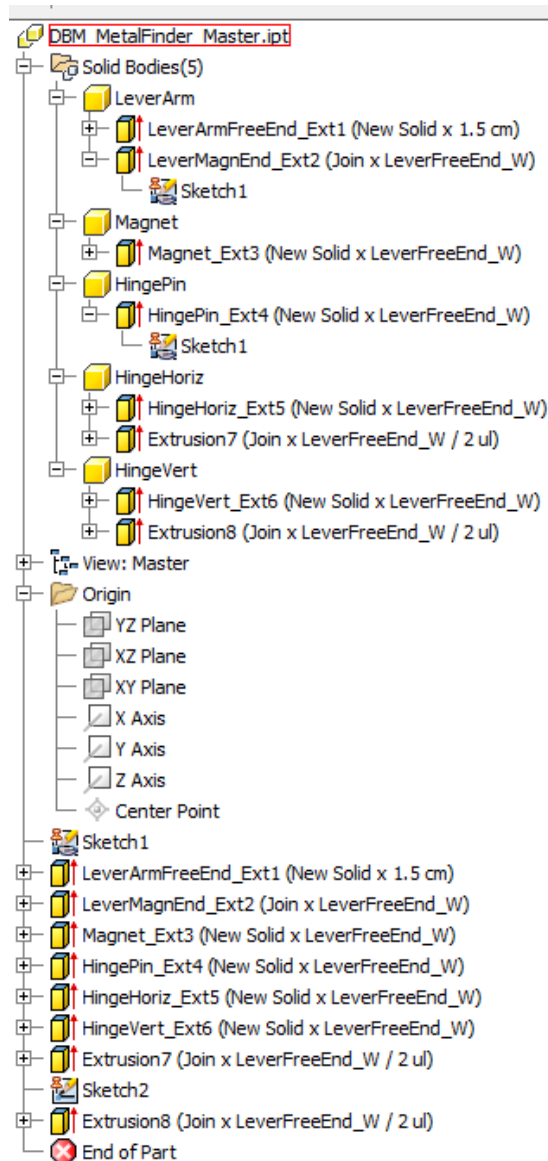 DBM_MetalFinder_Master.ipt
Solid Bodies(5)
LeverArm
LeverArmFreeEnd_Ext1 (New Solid x 1.5 cm)
LeverMagnEnd_Ext2 (Join x LeverFreeEnd_W)
Sketch1
Magnet
Magnet_Ext3 (New Solid x LeverFreeEnd_W)
HingePin
HingePin_Ext4 (New Solid x LeverFreeEnd_W)
Sketch1
HingeHoriz
HingeHoriz_Ext5 (New Solid x LeverFreeEnd_W)
Extrusion7 (Join x LeverFreeEnd_W / 2 ul)
HingeVert
HingeVert_Ext6 (New Solid x LeverFreeEnd_W)
Extrusion8 (Join x LeverFreeEnd_W / 2 ul)
View: Master
Origin
YZ Plane
XZ Plane
XY Plane
X Axis
Y Axis
Z Axis
Center Point
Sketch1
LeverArmFreeEnd_Ext1 (New Solid x 1.5 cm)
LeverMagnEnd_Ext2 (Join x LeverFreeEnd_W)
Magnet_Ext3 (New Solid x LeverFreeEnd_W)
HingePin_Ext4 (New Solid x LeverFreeEnd_W)
HingeHoriz_Ext5 (New Solid x LeverFreeEnd_W)
HingeVert_Ext6 (New Solid x LeverFreeEnd_W)
Extrusion7 (Join x LeverFreeEnd_W / 2 ul)
Sketch2
Extrusion8 (Join x LeverFreeEnd_W / 2 ul)
End of Part